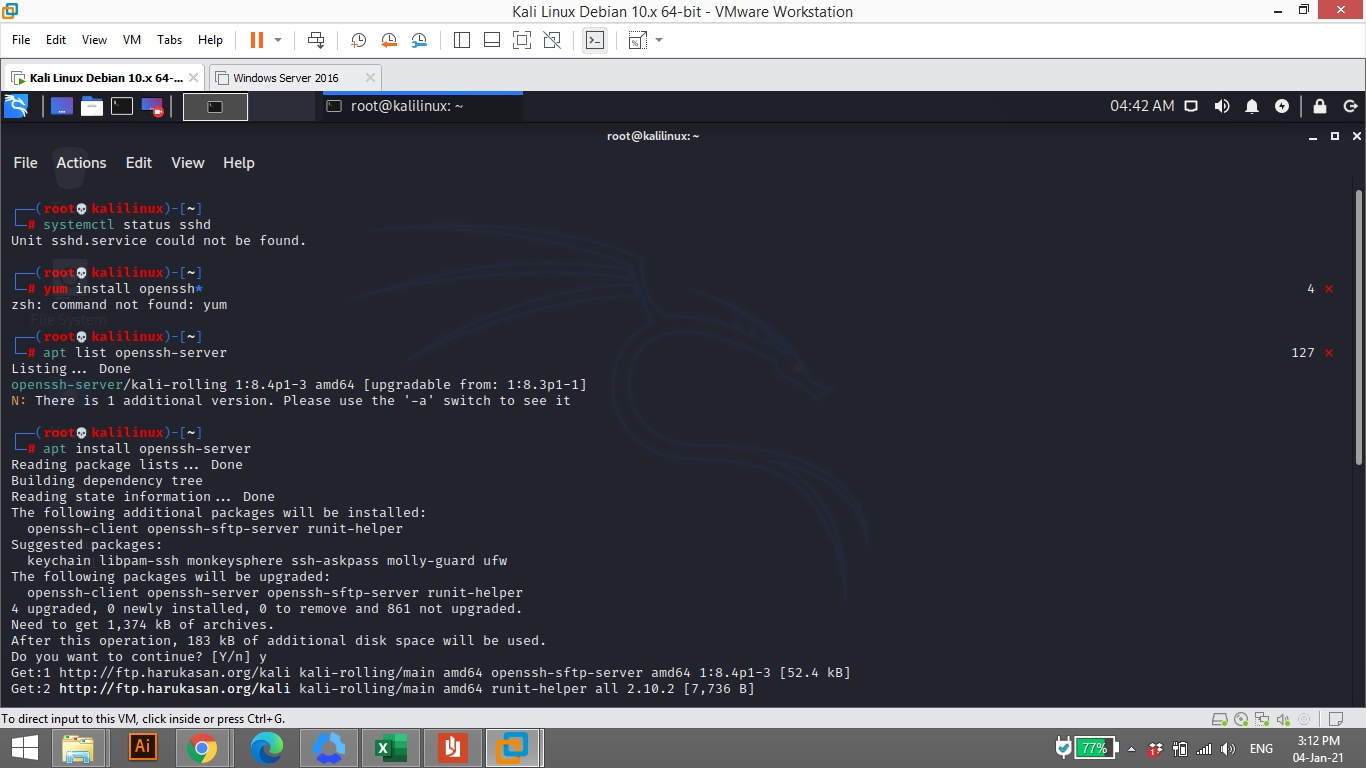 Kali Linux Debian 10.x 64-bit - VMware Workstation
File Edit View VM Tabs Help
Kali Linux Debian 10.x 64-... Windows Server 2016
root@kalilinux: ~ 04:42 AM
root@kalilinux: ~
File Actions Edit View Help
(root💀kalilinux)-[~]
# systemctl status sshd
Unit sshd.service could not be found.
(root💀kalilinux)-[~]
# yum install openssh* 4 ⨯
zsh: command not found: yum
File System
(root💀kalilinux)-[~]
# apt list openssh-server 127 ⨯
Listing... Done
openssh-server/kali-rolling 1:8.4p1-3 amd64 [upgradable from: 1:8.3p1-1]
N: There is 1 additional version. Please use the '-a' switch to see it
(root💀kalilinux)-[~]
# apt install openssh-server
Reading package lists... Done
Building dependency tree
Reading state information... Done
The following additional packages will be installed:
openssh-client openssh-sftp-server runit-helper
Suggested packages:
keychain libpam-ssh monkeysphere ssh-askpass molly-guard ufw
The following packages will be upgraded:
openssh-client openssh-server openssh-sftp-server runit-helper
4 upgraded, 0 newly installed, 0 to remove and 861 not upgraded.
Need to get 1,374 kB of archives.
After this operation, 183 kB of additional disk space will be used.
Do you want to continue? [Y/n] y
Get:1 http://ftp.harukasan.org/kali kali-rolling/main amd64 openssh-sftp-server amd64 1:8.4p1-3 [52.4 kB]
Get:2 http://ftp.harukasan.org/kali kali-rolling/main amd64 runit-helper all 2.10.2 [7,736 B]
To direct input to this VM, click inside or press Ctrl+G.
Ai 77% ENG 3:12 PM
04-Jan-21